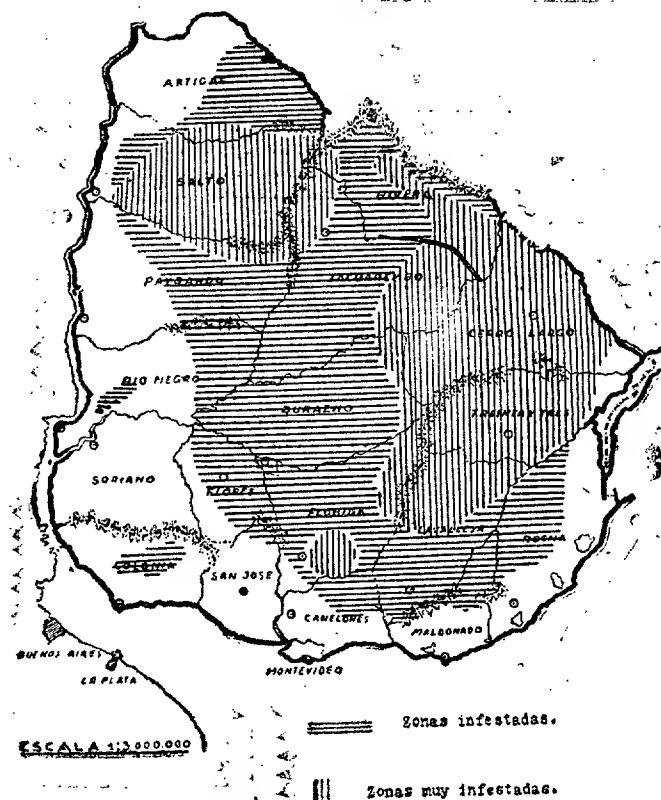 ARTIGAS
SALTO
RIVERA
PAYSANDU
TACUAREMBO
CERRO LARGO
RIO NEGRO
DURAZNO
TREINTA Y TRES
SORIANO
FLORES
FLORIDA
LAVALLEJA
ROCHA
COLONIA
SAN JOSE
CANELONES
MALDONADO
BUENOS AIRES
MONTEVIDEO
LA PLATA
Zonas infestadas.
ESCALA 1:3.000.000
Zonas muy infestadas.